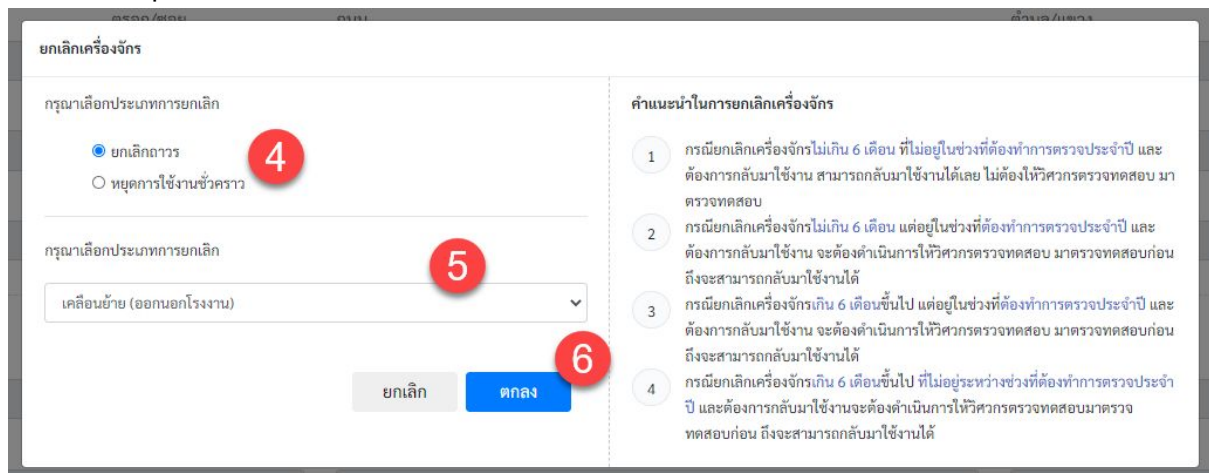 ตรอก/ซอย ถนน ตำบล/แขวง
ยกเลิกเครื่องจักร
กรุณาเลือกประเภทการยกเลิก
ยกเลิกถาวร
4
หยุดการใช้งานชั่วคราว
กรุณาเลือกประเภทการยกเลิก
5
เคลือนย้าย (ออกนอกโรงงาน)
6
ยกเลิก ตกลง
คำแนะนำในการยกเลิกเครื่องจักร
1 กรณียกเลิกเครื่องจักรไม่เกิน 6 เดือน ที่ไม่อยู่ในช่วงที่ต้องทำการตรวจประจำปี และ
ต้องการกลับมาใช้งาน สามารถกลับมาใช้งานได้เลย ไม่ต้องให้วิศวกรตรวจทดสอบ มา
ตรวจทดสอบ
2 กรณียกเลิกเครื่องจักรไม่เกิน 6 เดือน แต่อยู่ในช่วงที่ต้องทำการตรวจประจำปี และ
ต้องการกลับมาใช้งาน จะต้องดำเนินการให้วิศวกรตรวจทดสอบ มาตรวจทดสอบก่อน
ถึงจะสามารถกลับมาใช้งานได้
3 กรณียกเลิกเครื่องจักรเกิน 6 เดือนขึ้นไป แต่อยู่ในช่วงที่ต้องทำการตรวจประจำปี และ
ต้องการกลับมาใช้งาน จะต้องดำเนินการให้วิศวกรตรวจทดสอบ มาตรวจทดสอบก่อน
ถึงจะสามารถกลับมาใช้งานได้
4 กรณียกเลิกเครื่องจักรเกิน 6 เดือนขึ้นไป ที่ไม่อยู่ระหว่างช่วงที่ต้องทำการตรวจประจำ
ปี และต้องการกลับมาใช้งานจะต้องดำเนินการให้วิศวกรตรวจทดสอบมาตรวจ
ทดสอบก่อน ถึงจะสามารถกลับมาใช้งานได้